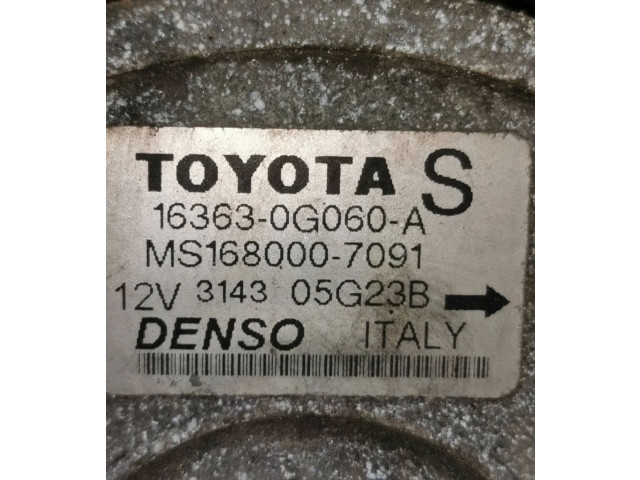 TOYOTA S
16363-0G060-A
MS168000-7091
12V 3143 05G23B
DENSO ITALY